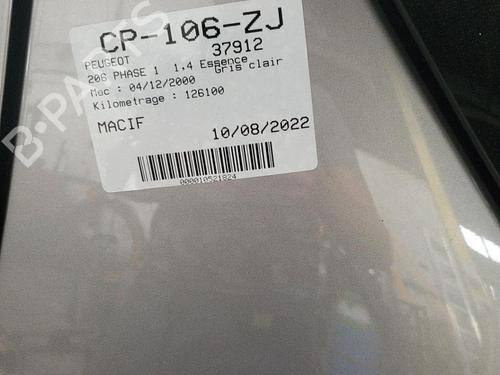 CP-106-ZJ
PEUGEOT 37912
206 PHASE 1 1.4 Essence
Gris clair
Mec : 04/12/2000
Kilometrage : 126100
MACIF 10/08/2022
000010521824
B-PARTS